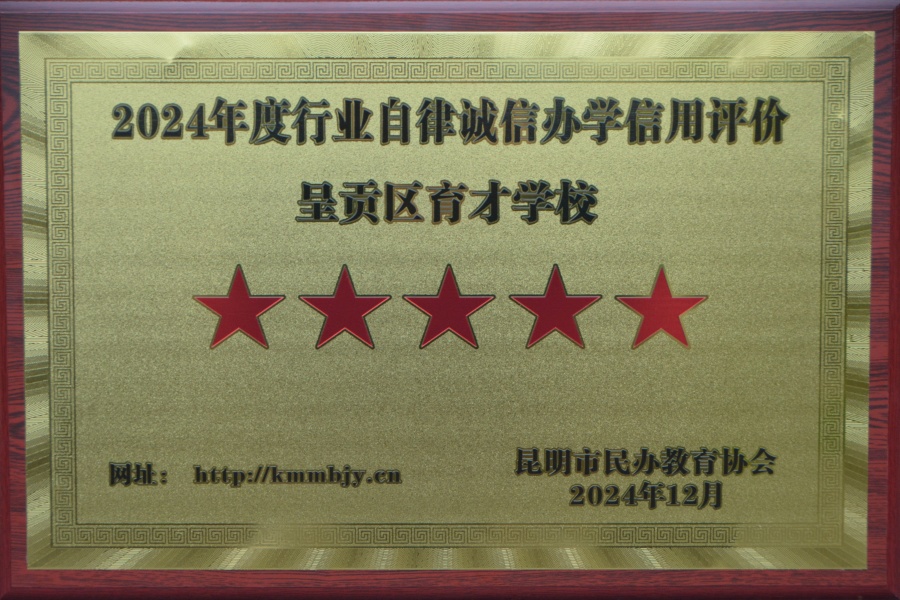 2024年度行业自律诚信办学信用评价
呈贡区育才学校
网址： http://kmmbjy.cn
昆明市民办教育协会
2024年12月